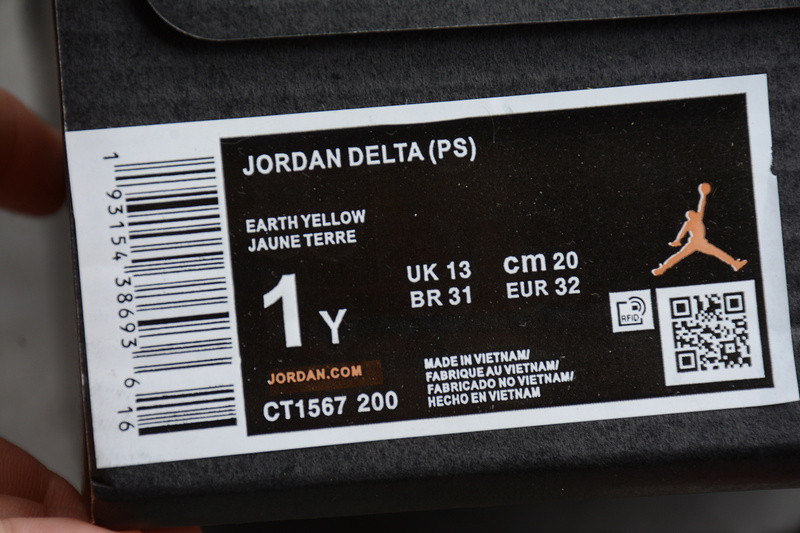 JORDAN DELTA (PS)
EARTH YELLOW
JAUNE TERRE
1Y
UK 13 cm 20
BR 31 EUR 32
RFID
JORDAN.COM
CT1567 200
MADE IN VIETNAM/
FABRIQUE AU VIETNAM/
FABRICADO NO VIETNAM/
HECHO EN VIETNAM
1 93154 38693 6 16